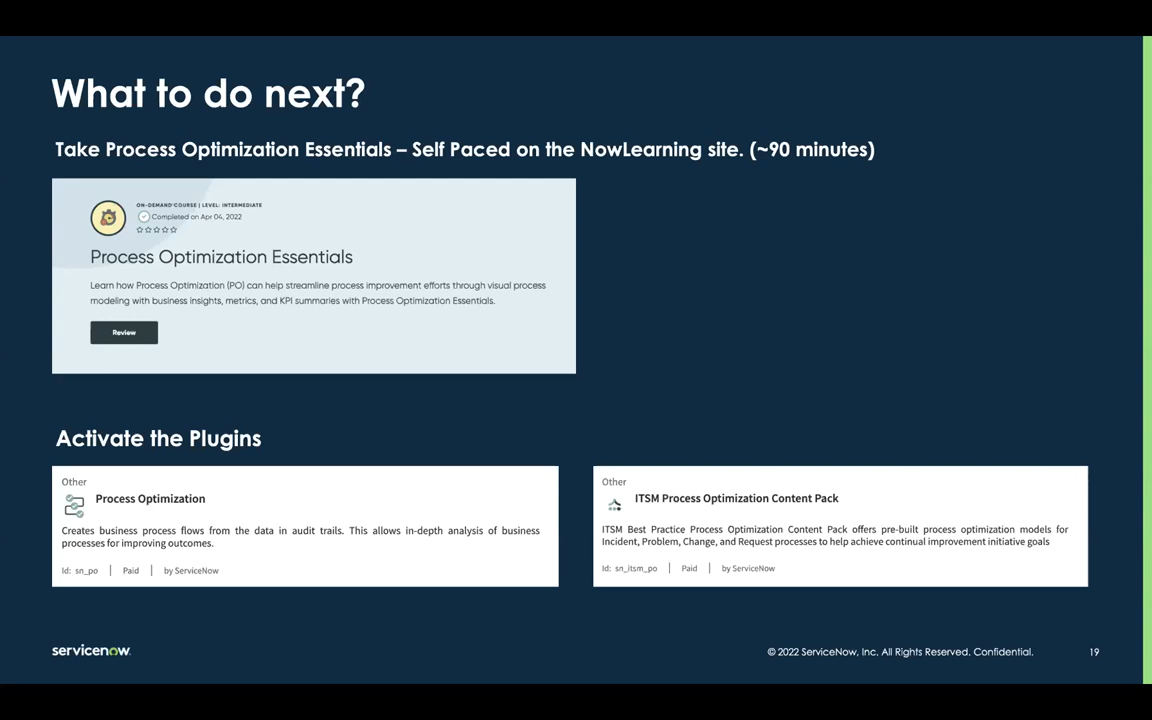 What to do next?
Take Process Optimization Essentials – Self Paced on the NowLearning site. (~90 minutes)
ON-DEMAND COURSE | LEVEL: INTERMEDIATE
Completed on Apr 04, 2022
Process Optimization Essentials
Learn how Process Optimization (PO) can help streamline process improvement efforts through visual process
modeling with business insights, metrics, and KPI summaries with Process Optimization Essentials.
Review
Activate the Plugins
Other
Process Optimization
Creates business process flows from the data in audit trails. This allows in-depth analysis of business
processes for improving outcomes.
Id: sn_po | Paid | by ServiceNow
Other
ITSM Process Optimization Content Pack
ITSM Best Practice Process Optimization Content Pack offers pre-built process optimization models for
Incident, Problem, Change, and Request processes to help achieve continual improvement initiative goals
Id: sn_itsm_po | Paid | by ServiceNow
servicenow
© 2022 ServiceNow, Inc. All Rights Reserved. Confidential.
19